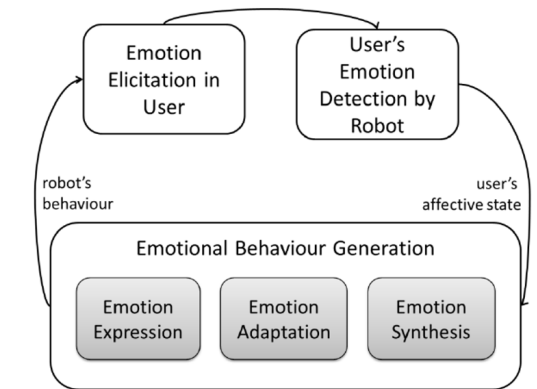 Emotion
Elicitation in
User
User's
Emotion
Detection by
Robot
robot's
behaviour
user's
affective state
Emotional Behaviour Generation
Emotion
Expression
Emotion
Adaptation
Emotion
Synthesis